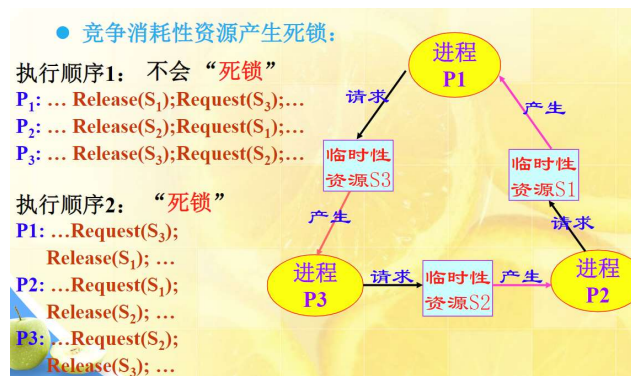 ● 竞争消耗性资源产生死锁：
执行顺序1： 不会 “死锁”
P₁: … Release(S₁);Request(S₃);…
P₂: … Release(S₂);Request(S₁);…
P₃: … Release(S₃);Request(S₂);…
执行顺序2： “死锁”
P1: …Request(S₃);
Release(S₁); …
P2: …Request(S₁);
Release(S₂); …
P3: …Request(S₂);
Release(S₃); …
进程
P1
请求
产生
临时性
资源S3
临时性
资源S1
产生
请求
进程
P3
请求
临时性
资源S2
产生
进程
P2